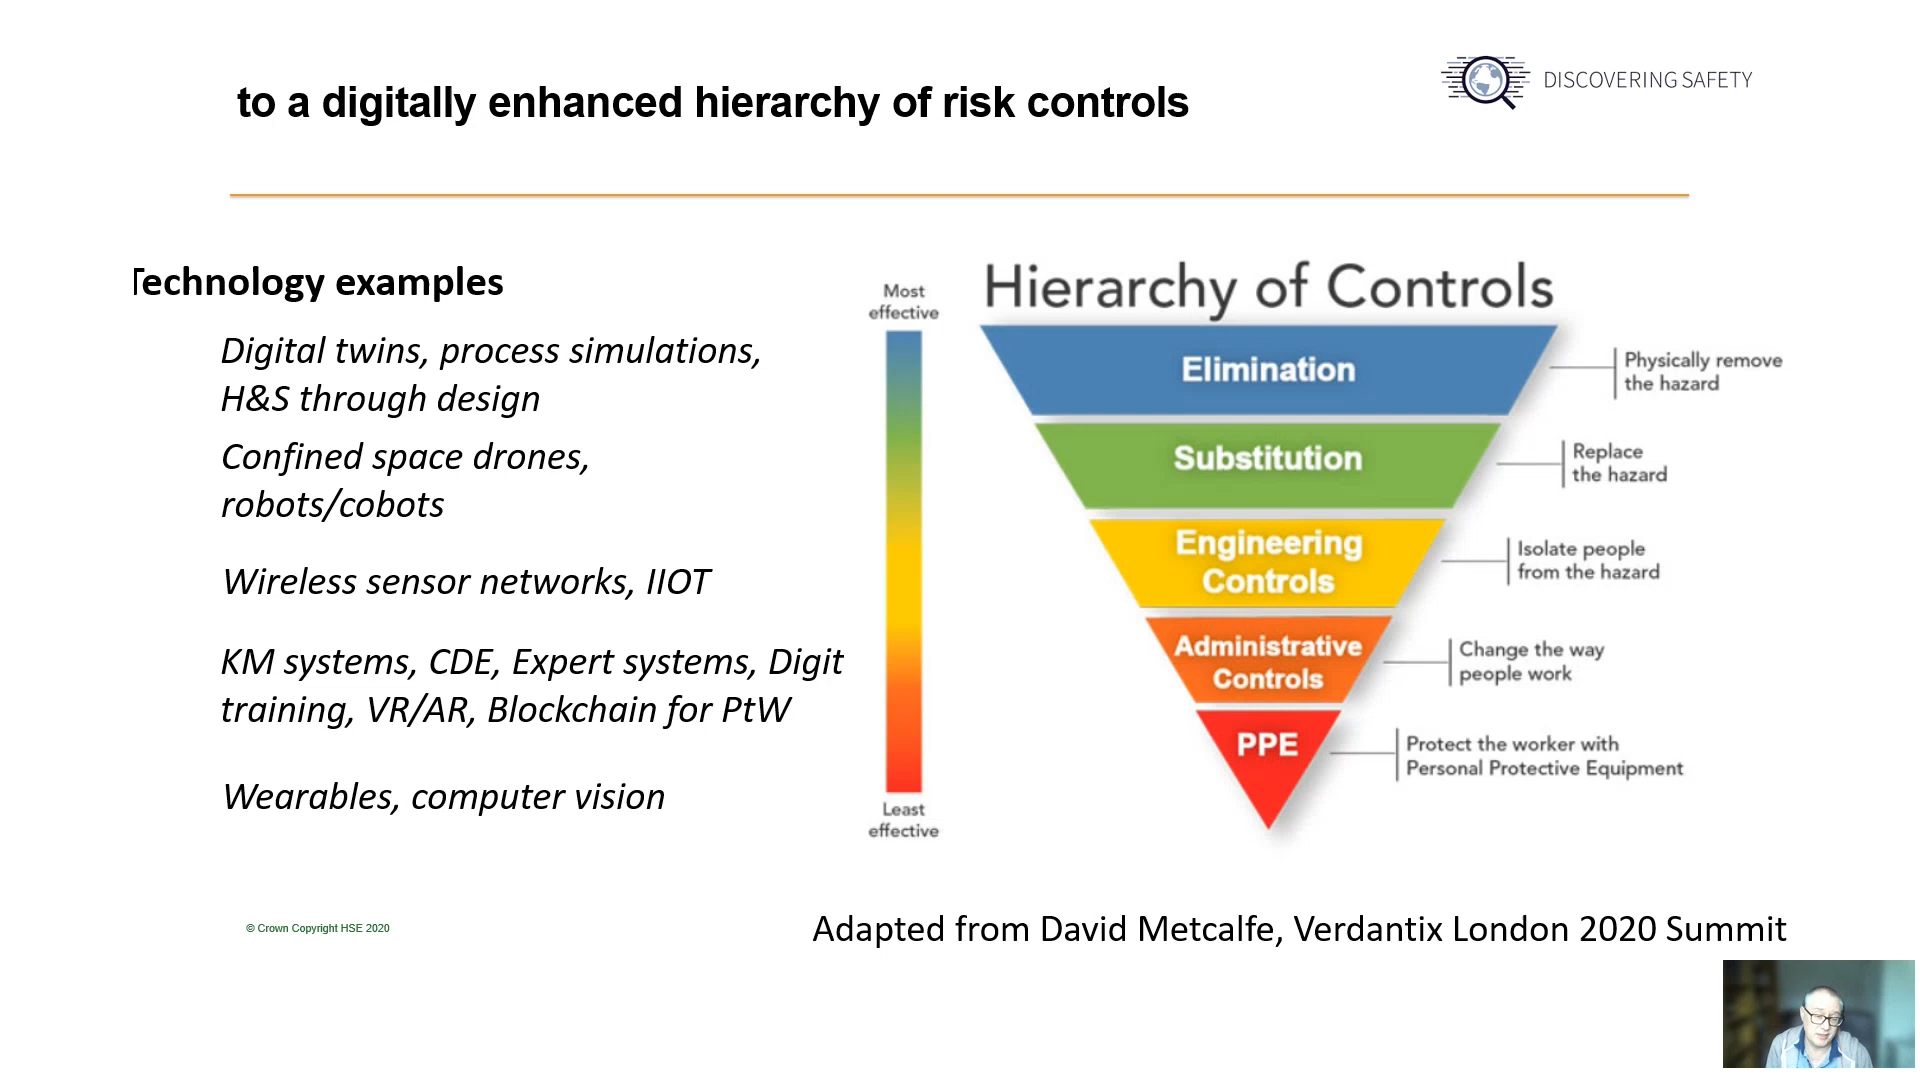 to a digitally enhanced hierarchy of risk controls
DISCOVERING SAFETY
Technology examples
Digital twins, process simulations,
H&S through design
Confined space drones,
robots/cobots
Wireless sensor networks, IIOT
KM systems, CDE, Expert systems, Digit
training, VR/AR, Blockchain for PtW
Wearables, computer vision
Most
effective
Least
effective
Hierarchy of Controls
Elimination
Physically remove
the hazard
Substitution
Replace
the hazard
Engineering
Controls
Isolate people
from the hazard
Administrative
Controls
Change the way
people work
PPE
Protect the worker with
Personal Protective Equipment
© Crown Copyright HSE 2020
Adapted from David Metcalfe, Verdantix London 2020 Summit